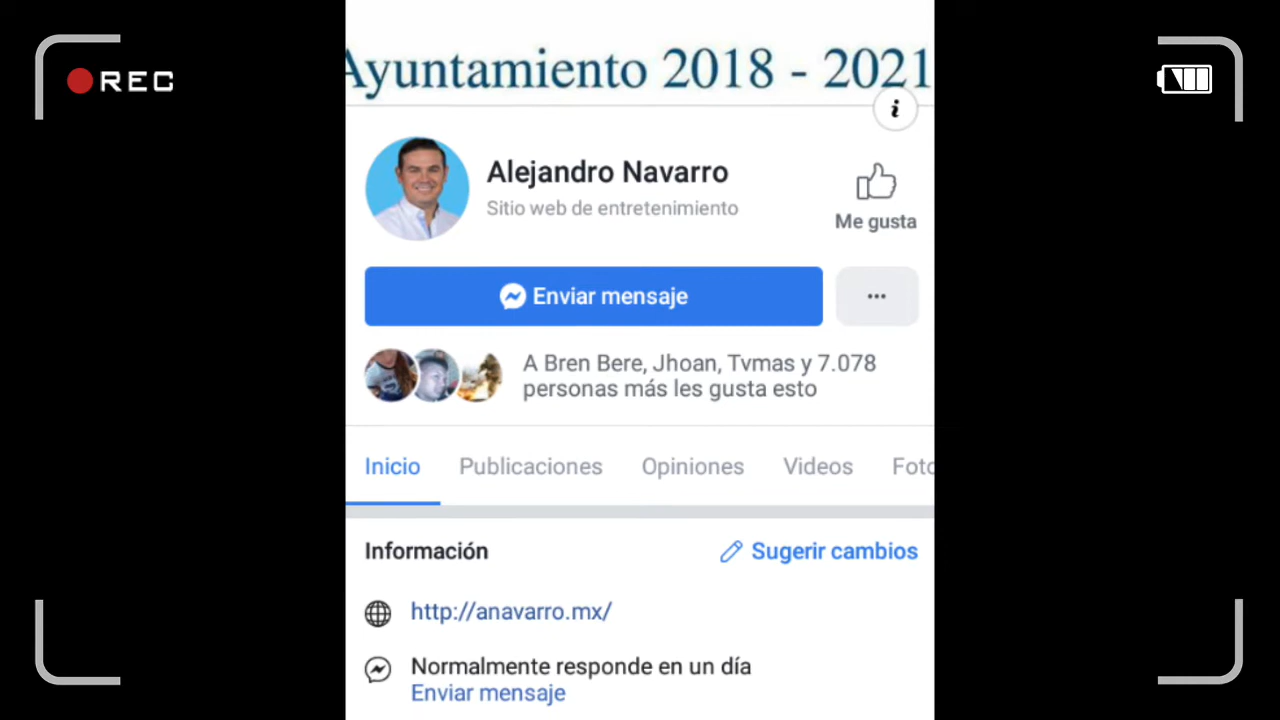 REC
Ayuntamiento 2018 - 2021
i
Alejandro Navarro
Sitio web de entretenimiento
Me gusta
Enviar mensaje
...
A Bren Bere, Jhoan, Tvmas y 7.078
personas más les gusta esto
Inicio Publicaciones Opiniones Videos Foto
Información Sugerir cambios
http://anavarro.mx/
Normalmente responde en un día
Enviar mensaje